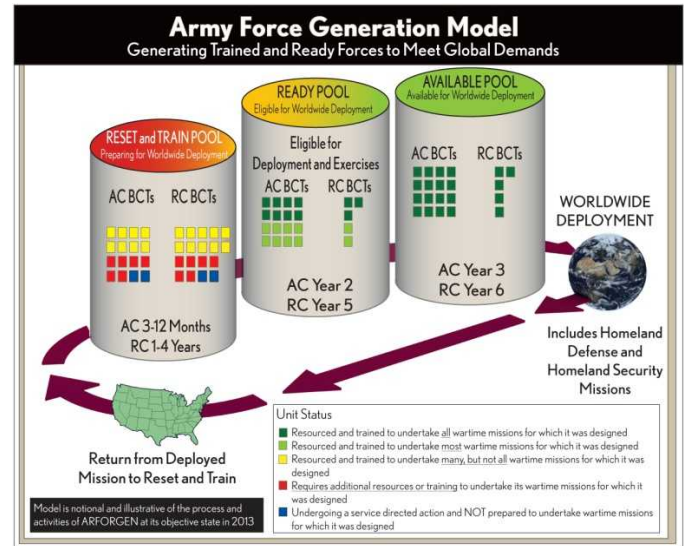 Army Force Generation Model
Generating Trained and Ready Forces to Meet Global Demands
RESET and TRAIN POOL
Preparing for Worldwide Deployment
AC BCTs RC BCTs
AC 3-12 Months
RC 1-4 Years
READY POOL
Eligible for Worldwide Deployment
Eligible for
Deployment and Exercises
AC BCTs RC BCTs
AC Year 2
RC Year 5
AVAILABLE POOL
Available for Worldwide Deployment
AC BCTs RC BCTs
AC Year 3
RC Year 6
WORLDWIDE
DEPLOYMENT
Includes Homeland
Defense and
Homeland Security
Missions
Return from Deployed
Mission to Reset and Train
Model is notional and illustrative of the process and
activities of ARFORGEN at its objective state in 2013
Unit Status
Resourced and trained to undertake all wartime missions for which it was designed
Resourced and trained to undertake most wartime missions for which it was designed
Resourced and trained to undertake many, but not all wartime missions for which it was
designed
Requires additional resources or training to undertake its wartime missions for which it
was designed
Undergoing a service directed action and NOT prepared to undertake wartime missions
for which it was designed